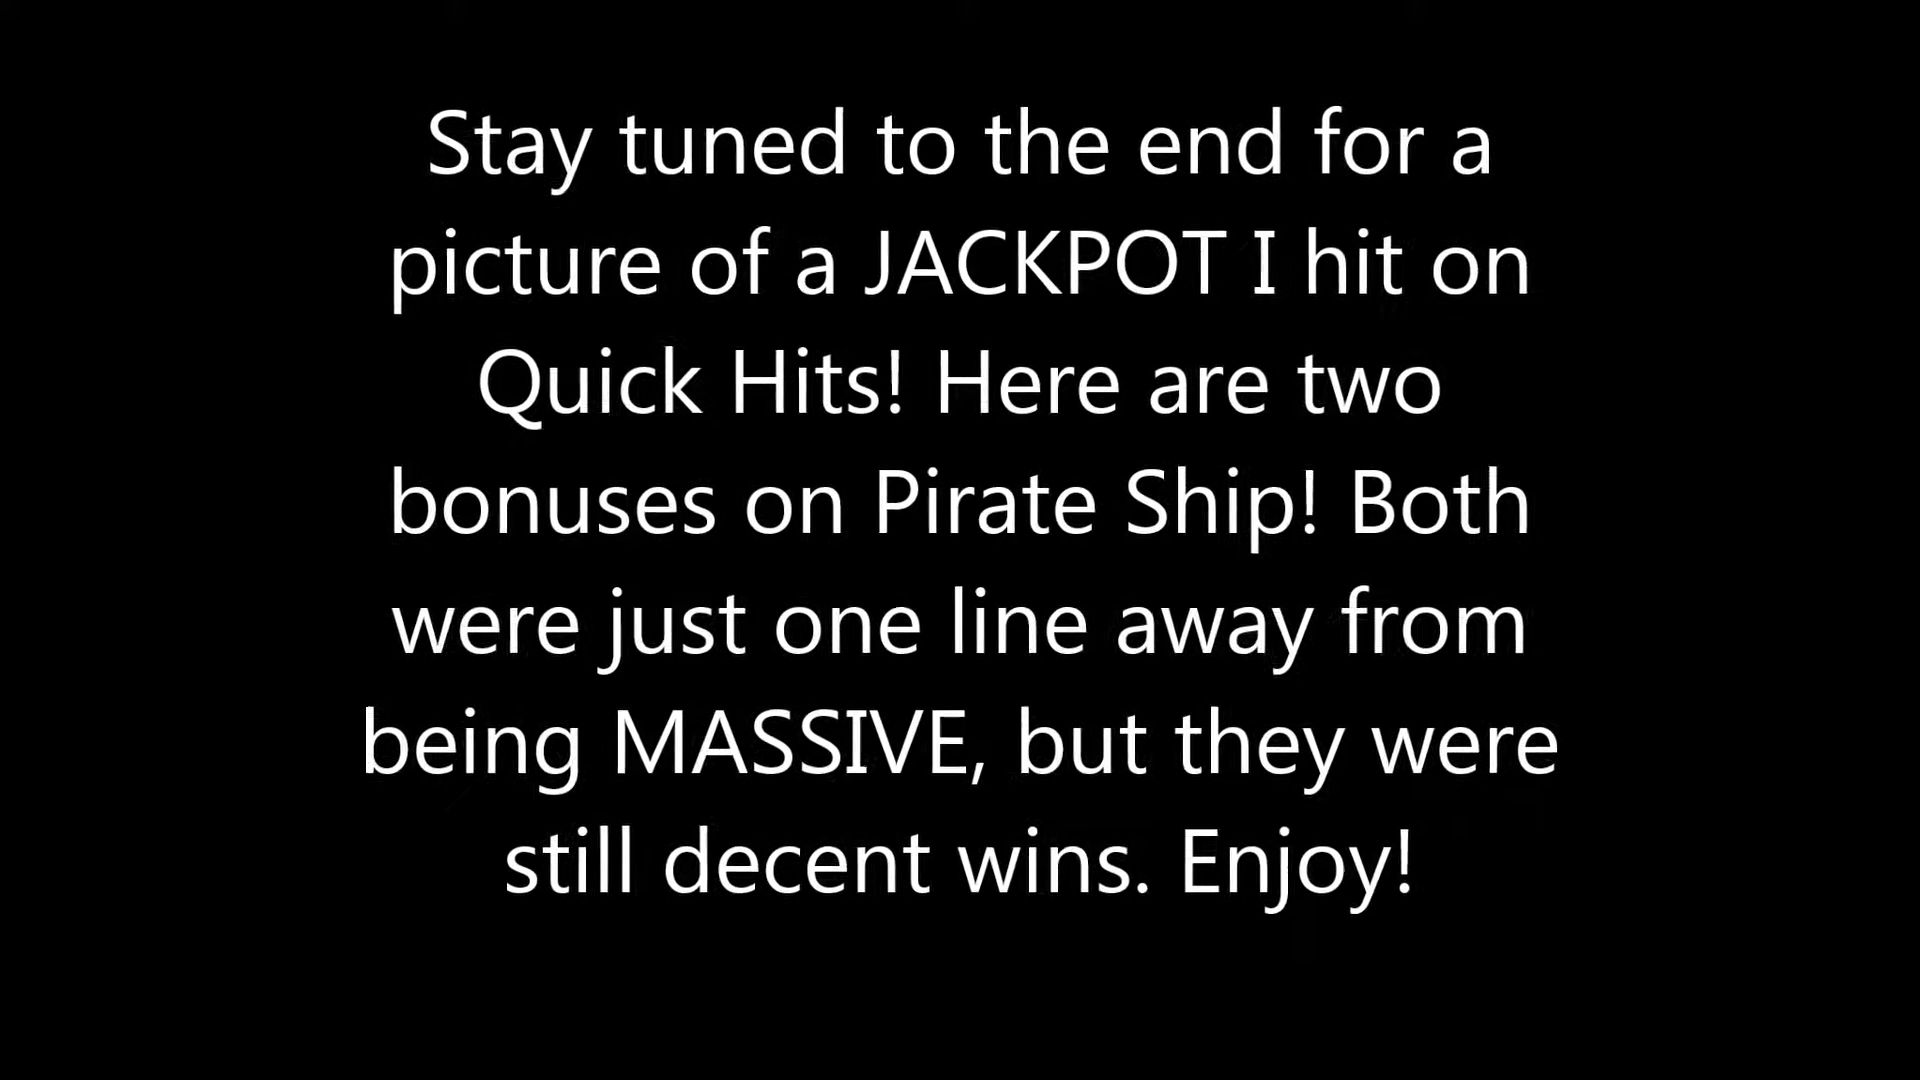 Stay tuned to the end for a
picture of a JACKPOT I hit on
Quick Hits! Here are two
bonuses on Pirate Ship! Both
were just one line away from
being MASSIVE, but they were
still decent wins. Enjoy!